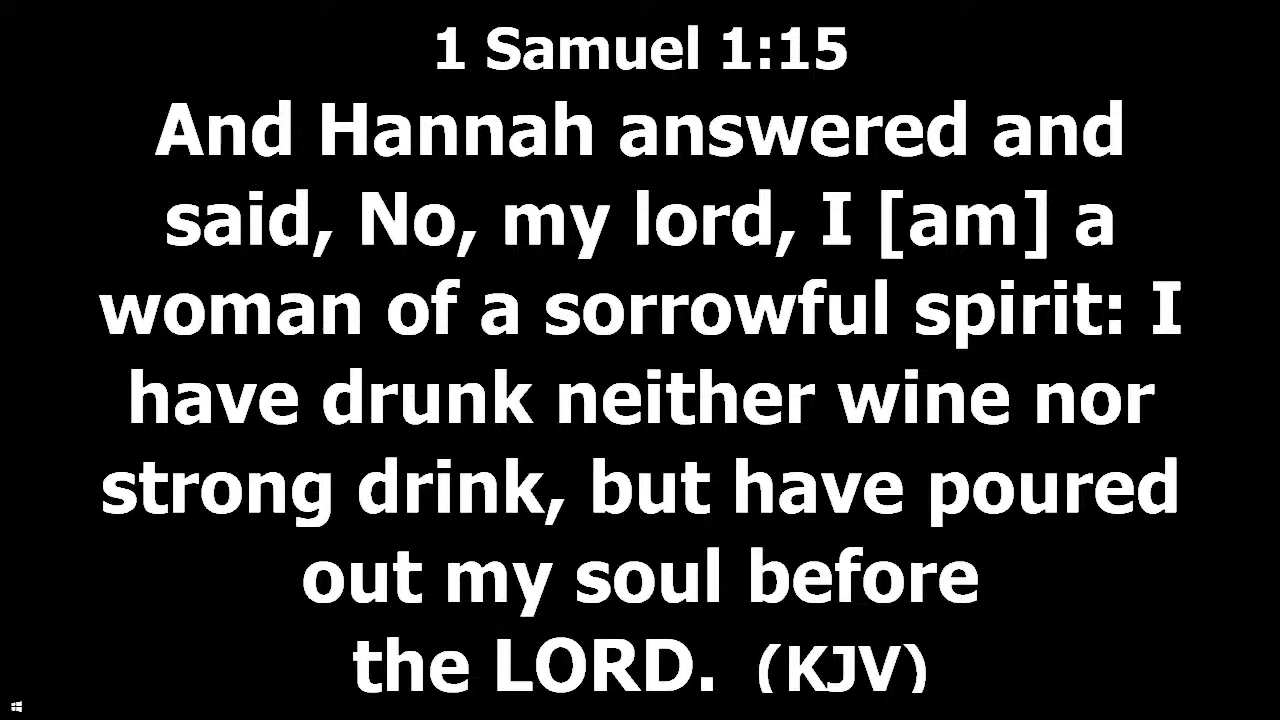 1 Samuel 1:15
And Hannah answered and
said, No, my lord, I [am] a
woman of a sorrowful spirit: I
have drunk neither wine nor
strong drink, but have poured
out my soul before
the LORD. (KJV)